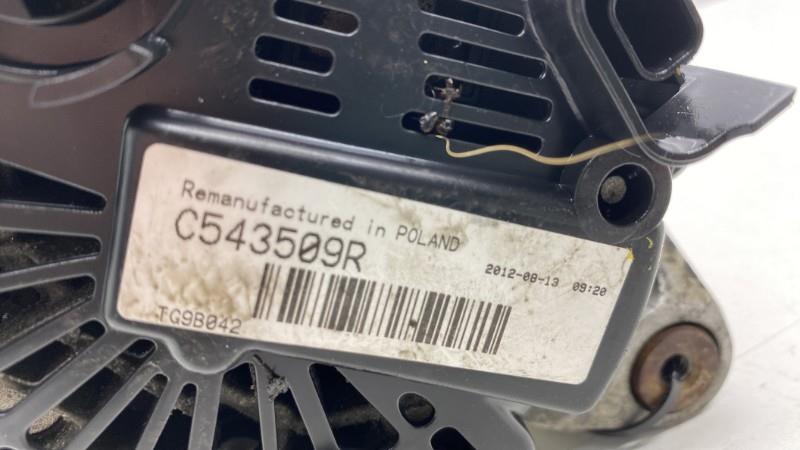 Remanufactured in POLAND
C543509R
2012-08-13 09:20
TG9B042